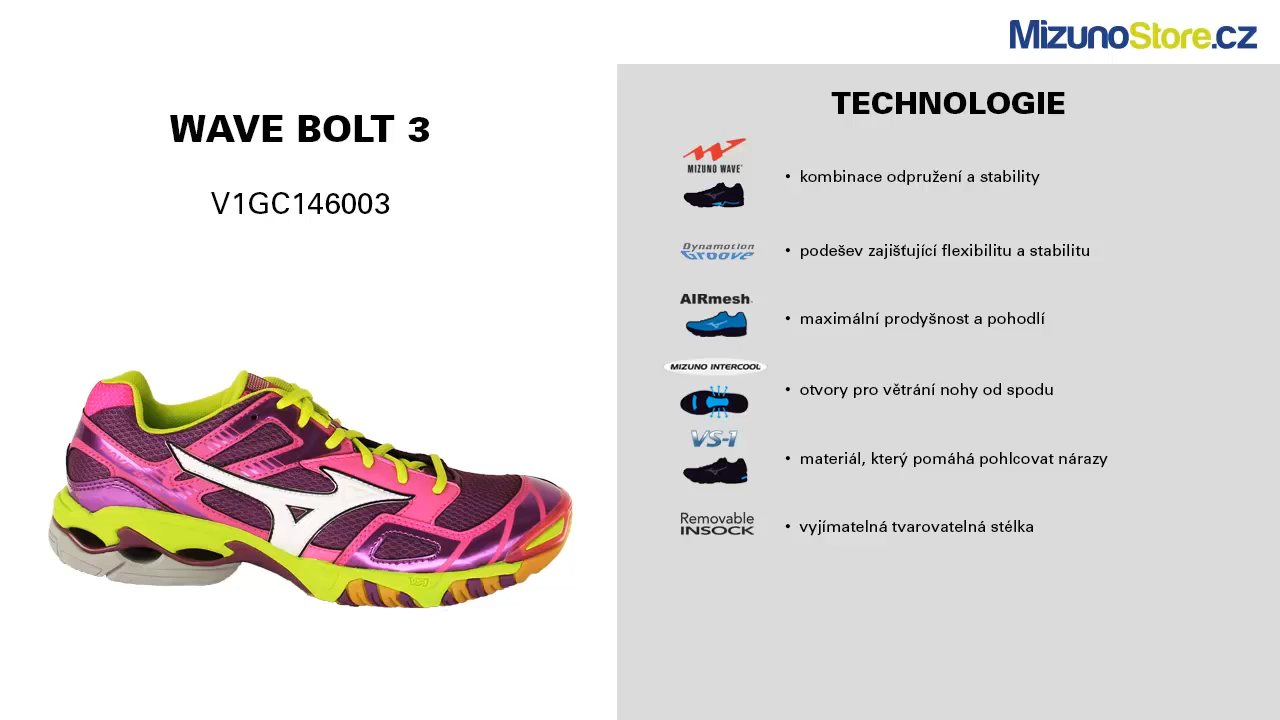 MizunoStore.cz
WAVE BOLT 3
V1GC146003
TECHNOLOGIE
MIZUNO WAVE
• kombinace odpružení a stability
Dynamotion
Groove
• podešev zajišťující flexibilitu a stabilitu
AIRmesh
• maximální prodyšnost a pohodlí
MIZUNO INTERCOOL
• otvory pro větrání nohy od spodu
VS-1
• materiál, který pomáhá pohlcovat nárazy
Removable
INSOCK
• vyjímatelná tvarovatelná stélka